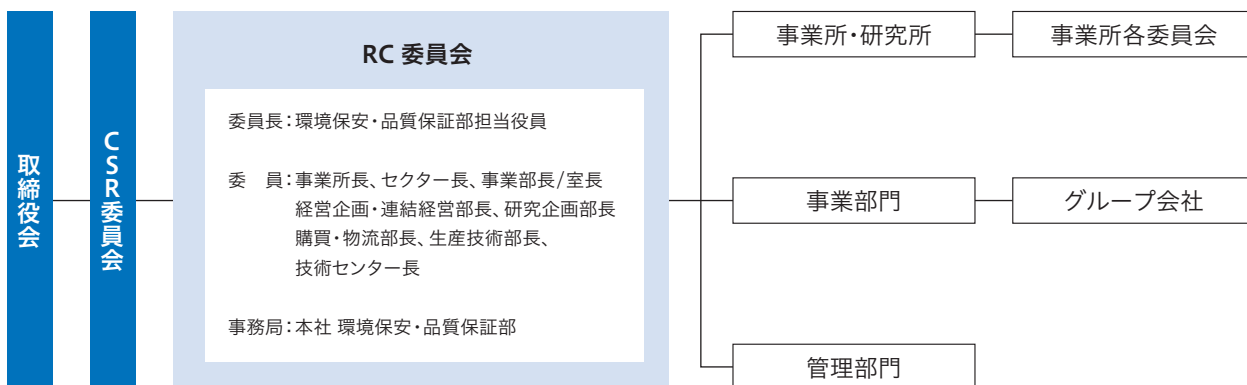 取締役会
CSR委員会
RC 委員会
委員長：環境保安・品質保証部担当役員
委　員：事業所長、セクター長、事業部長/室長
経営企画・連結経営部長、研究企画部長
購買・物流部長、生産技術部長、
技術センター長
事務局：本社 環境保安・品質保証部
事業所・研究所
事業所各委員会
事業部門
グループ会社
管理部門